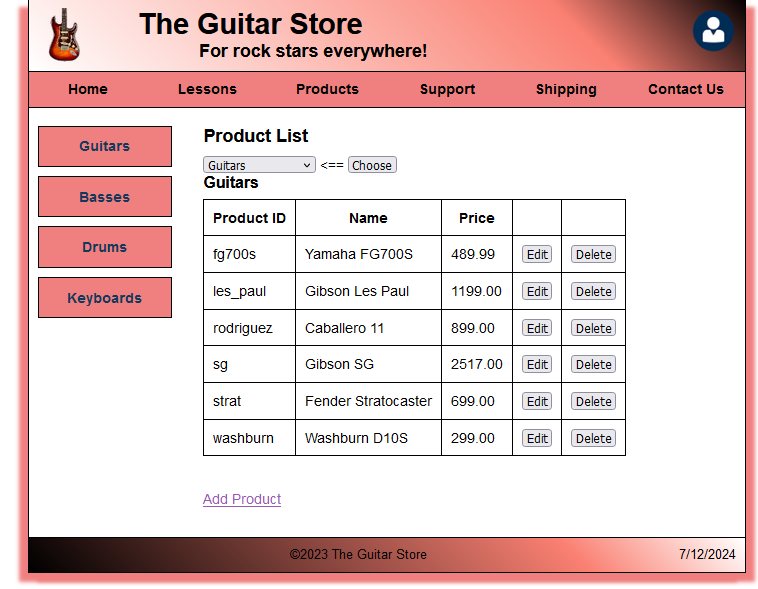 The Guitar Store
For rock stars everywhere!
Home Lessons Products Support Shipping Contact Us
Guitars
Basses
Drums
Keyboards
Product List
Guitars <== Choose
Guitars
Product ID Name Price
fg700s Yamaha FG700S 489.99 Edit Delete
les_paul Gibson Les Paul 1199.00 Edit Delete
rodriguez Caballero 11 899.00 Edit Delete
sg Gibson SG 2517.00 Edit Delete
strat Fender Stratocaster 699.00 Edit Delete
washburn Washburn D10S 299.00 Edit Delete
Add Product
©2023 The Guitar Store 7/12/2024